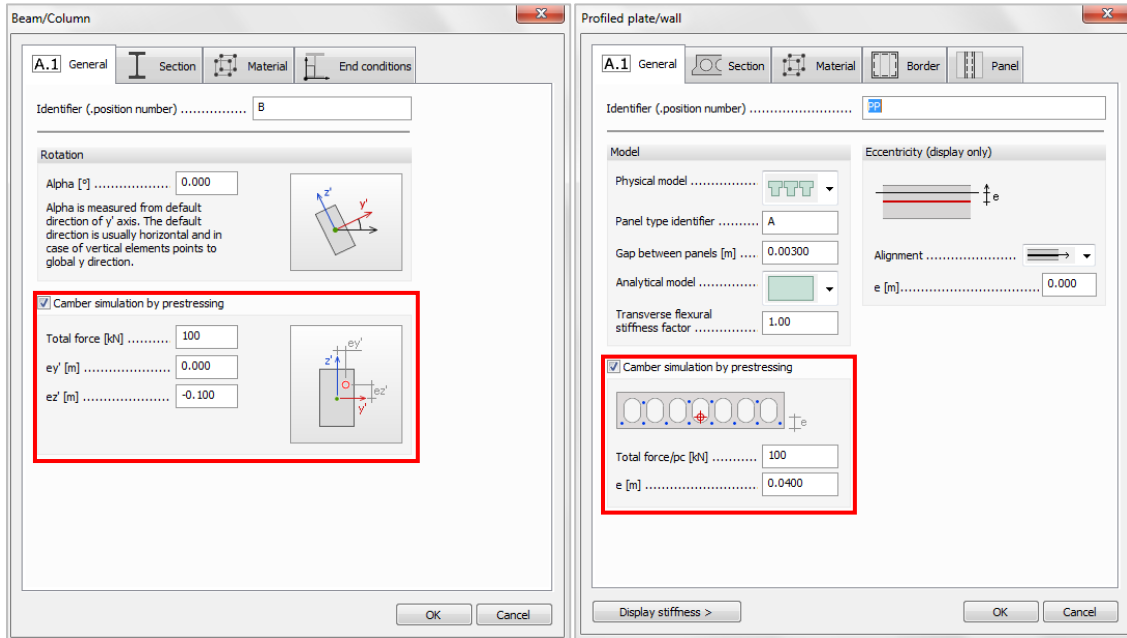 Beam/Column
A.1 General Section Material End conditions
Identifier (.position number) ................ B
Rotation
Alpha [°] .................. 0.000
Alpha is measured from default
direction of y' axis. The default
direction is usually horizontal and in
case of vertical elements points to
global y direction.
z'
y'
Camber simulation by prestressing
Total force [kN] .......... 100
ey' [m] ..................... 0.000
ez' [m] ..................... -0.100
ey'
z'
ez'
y'
OK Cancel
Profiled plate/wall
A.1 General Section Material Border Panel
Identifier (.position number) ......................... PP
Model
Physical model ................
Panel type identifier .......... A
Gap between panels [m] .... 0.00300
Analytical model ..............
Transverse flexural
stiffness factor ............... 1.00
Eccentricity (display only)
e
Alignment ......................
e [m].................................. 0.000
Camber simulation by prestressing
e
Total force/pc [kN] ........... 100
e [m] ........................... 0.0400
Display stiffness >
OK Cancel